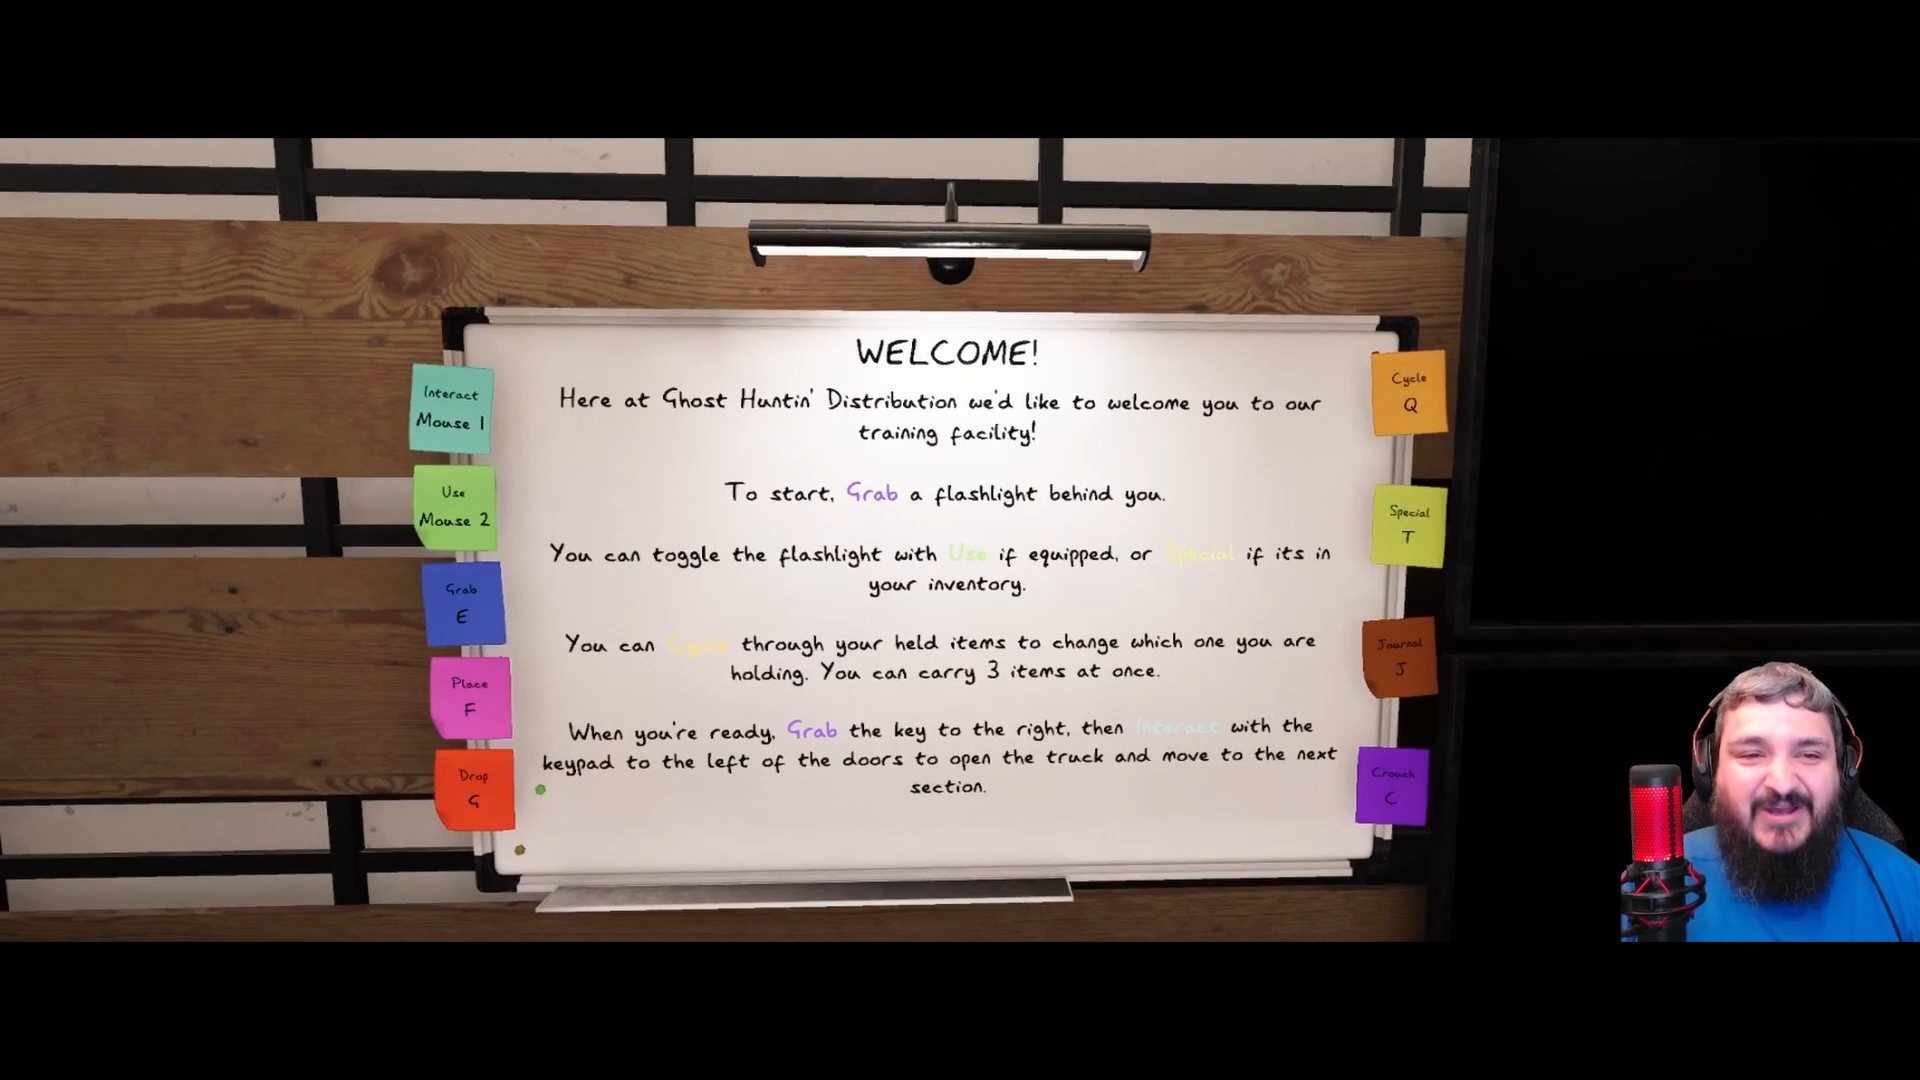 WELCOME!
Here at Ghost Huntin' Distribution we'd like to welcome you to our
training facility!
To start, Grab a flashlight behind you.
You can toggle the flashlight with Use if equipped, or Special if its in
your inventory.
You can Cycle through your held items to change which one you are
holding. You can carry 3 items at once.
When you're ready, Grab the key to the right, then Interact with the
keypad to the left of the doors to open the truck and move to the next
section.
Interact
Mouse 1
Use
Mouse 2
Grab
E
Place
F
Drop
G
Cycle
Q
Special
T
Journal
J
Crouch
C